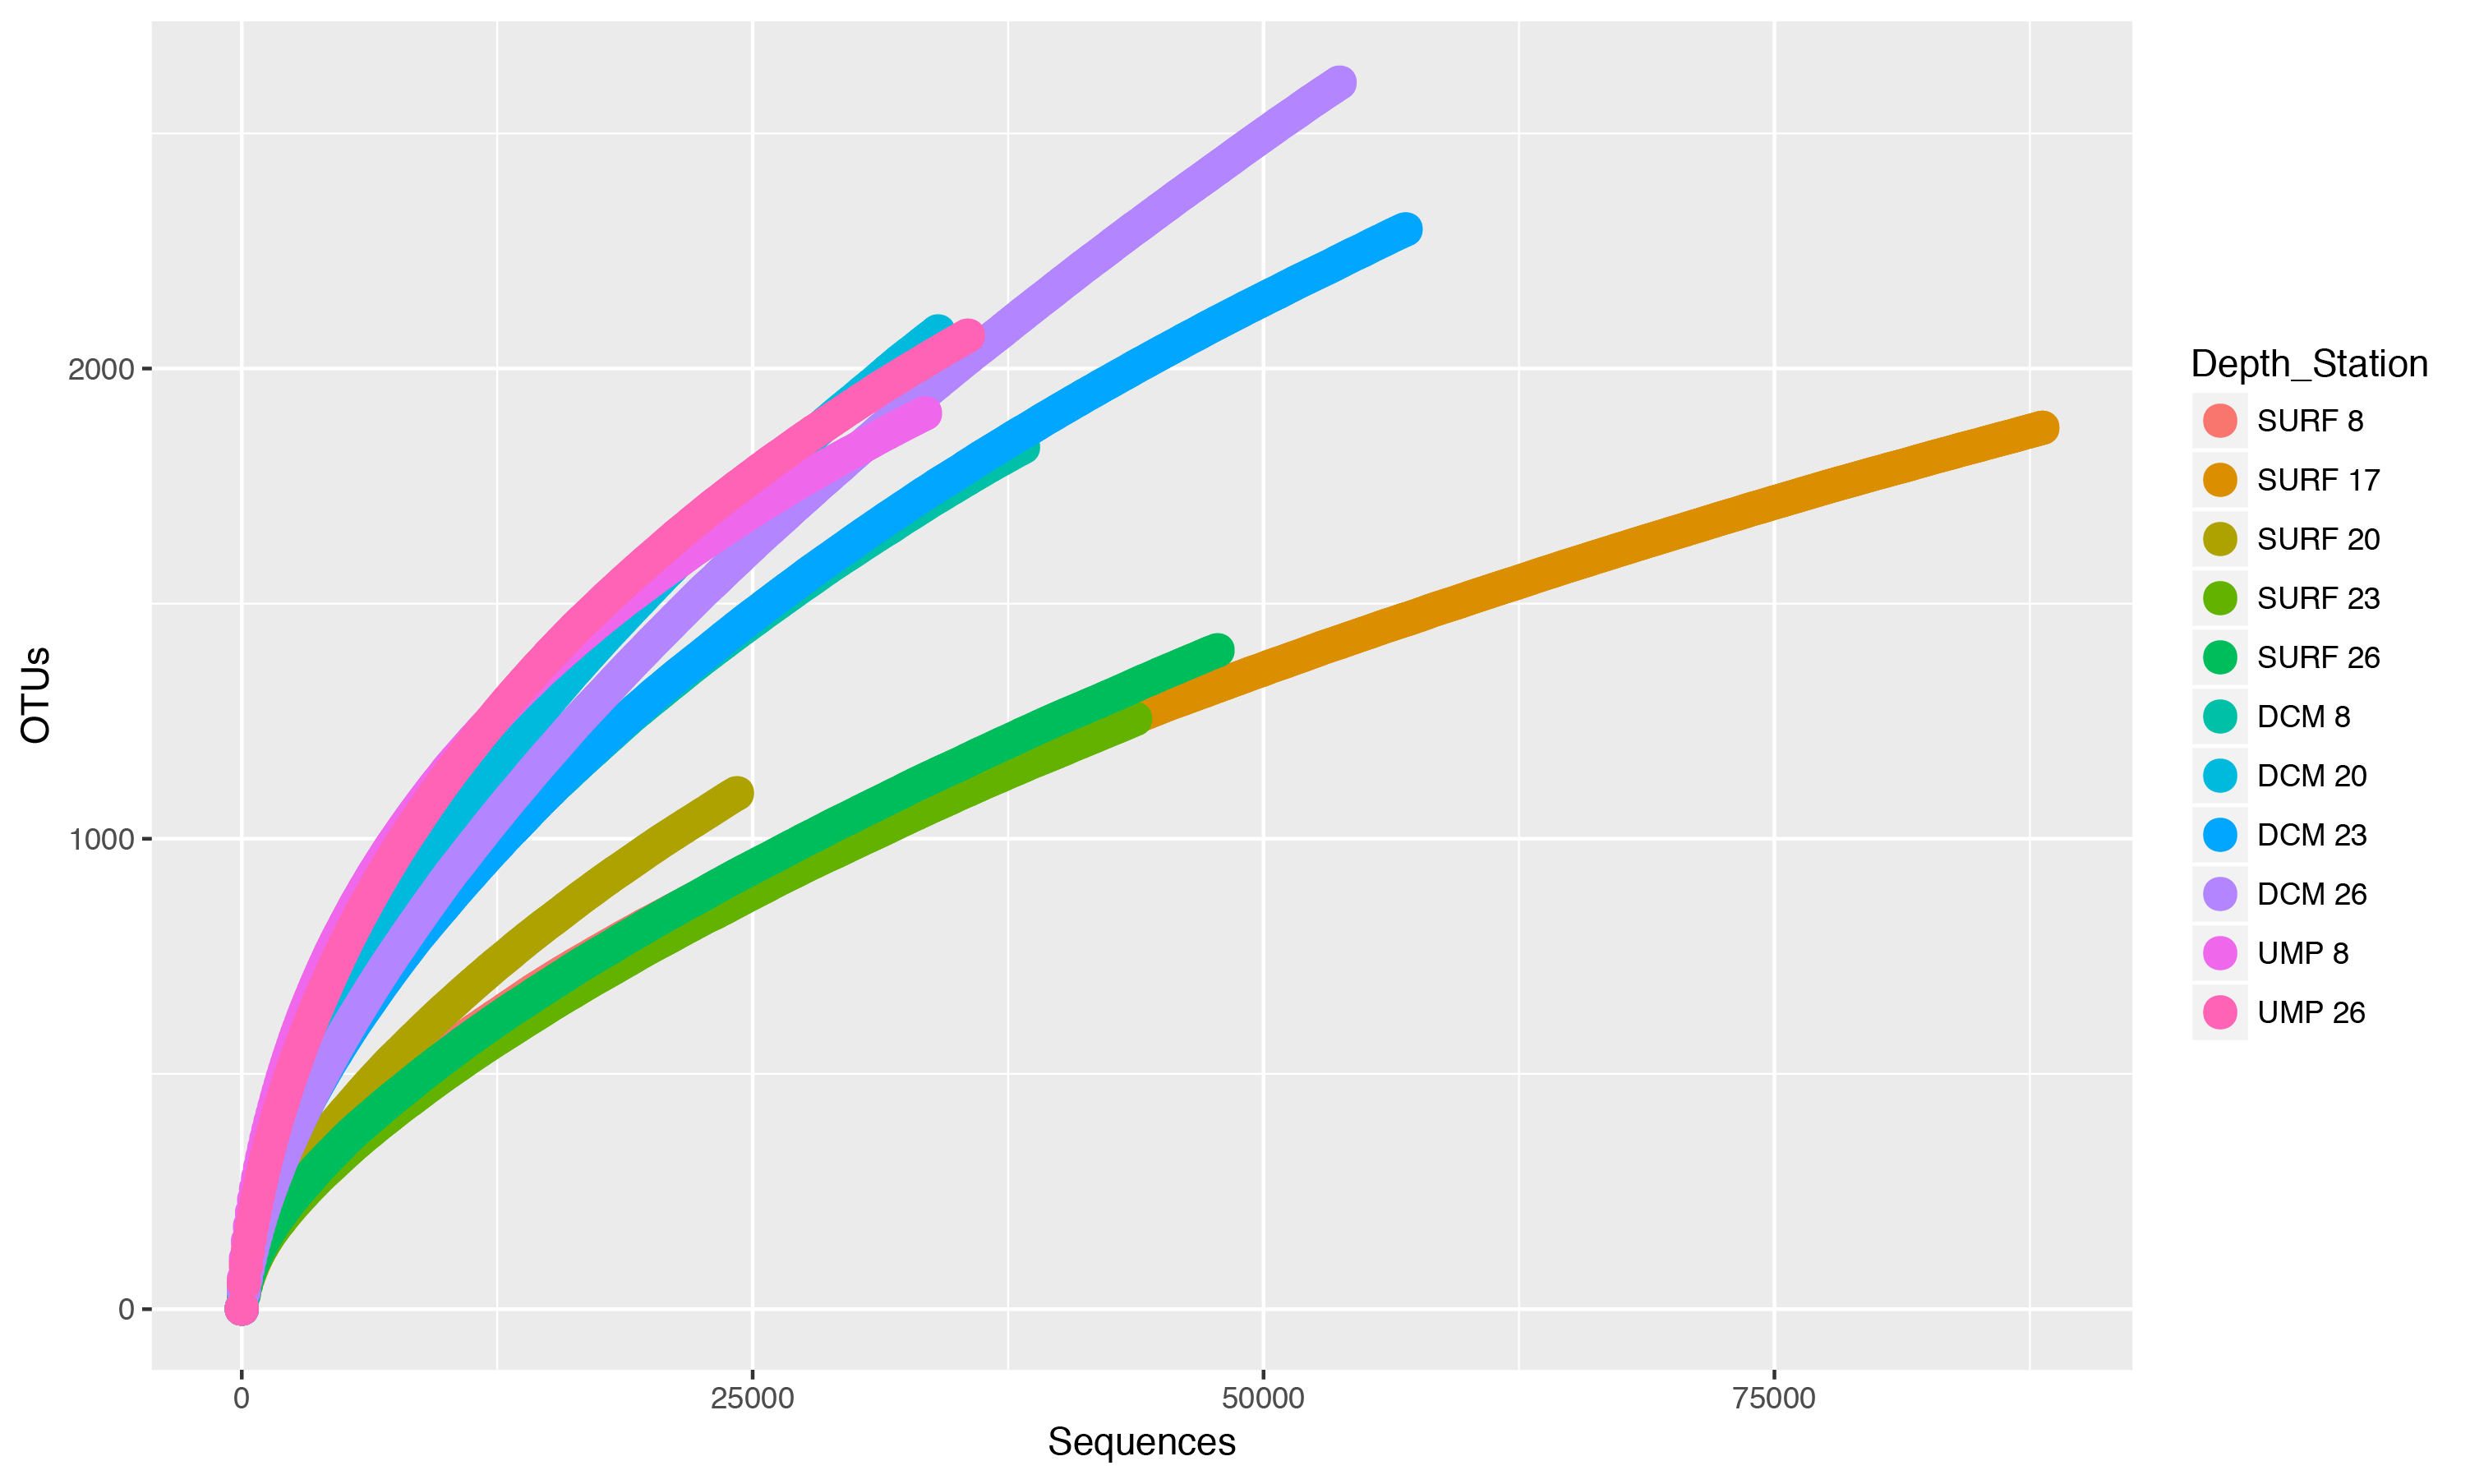 OTUs
2000
1000
0
0
25000
50000
75000
Sequences
Depth_Station
SURF 8
SURF 17
SURF 20
SURF 23
SURF 26
DCM 8
DCM 20
DCM 23
DCM 26
UMP 8
UMP 26